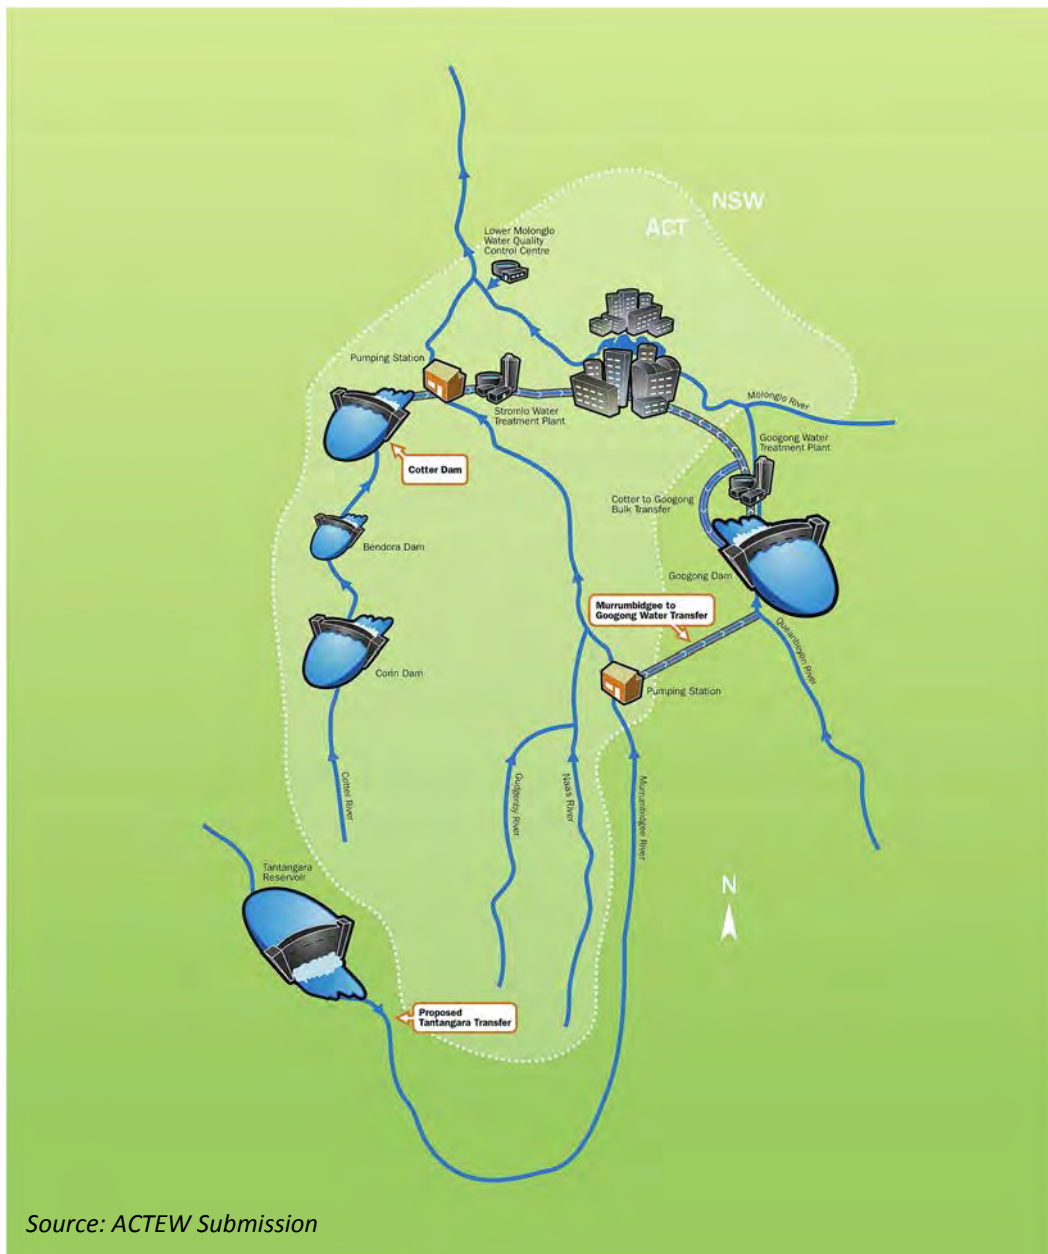 NSW
ACT
Lower Molonglo
Water Quality
Control Centre
Pumping Station
Stromlo Water
Treatment Plant
Molonglo River
Googong Water
Treatment Plant
Cotter Dam
Cotter to Googong
Bulk Transfer
Bendora Dam
Googong Dam
Murrumbidgee to
Googong Water Transfer
Queanbeyan River
Corin Dam
Pumping Station
Cotter River
Gudgenby River
Naas River
Murrumbidgee River
Tantangara
Reservoir
N
Proposed
Tantangara Transfer
Source: ACTEW Submission